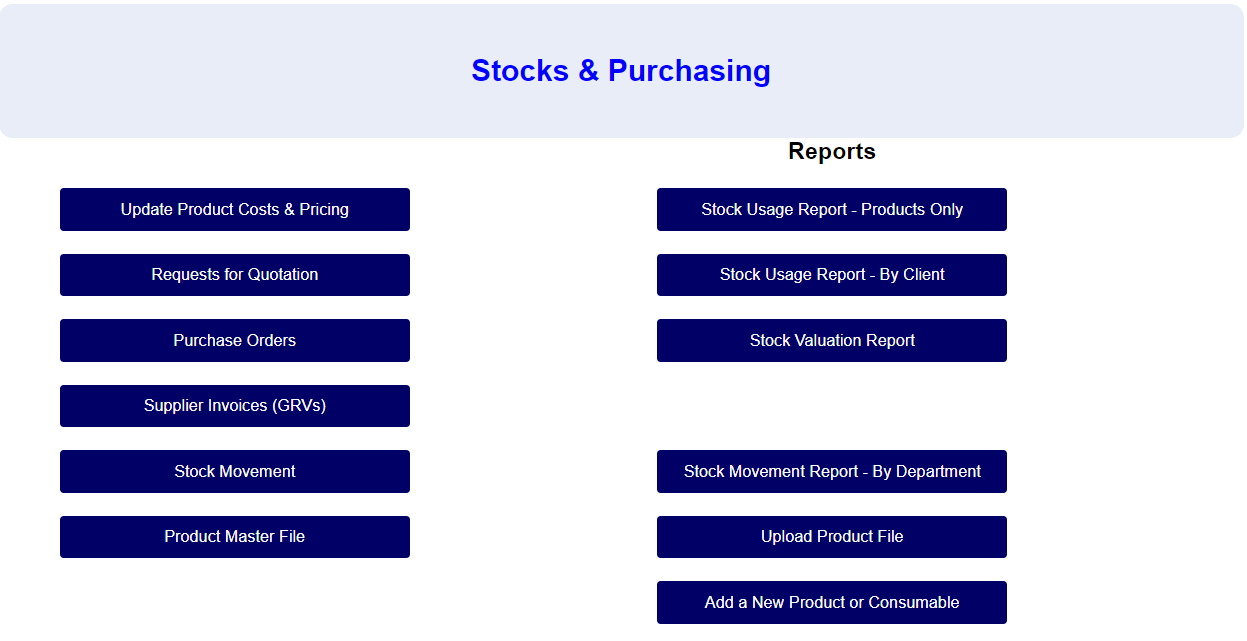 Stocks & Purchasing
Reports
Update Product Costs & Pricing
Stock Usage Report - Products Only
Requests for Quotation
Stock Usage Report - By Client
Purchase Orders
Stock Valuation Report
Supplier Invoices (GRVs)
Stock Movement
Stock Movement Report - By Department
Product Master File
Upload Product File
Add a New Product or Consumable